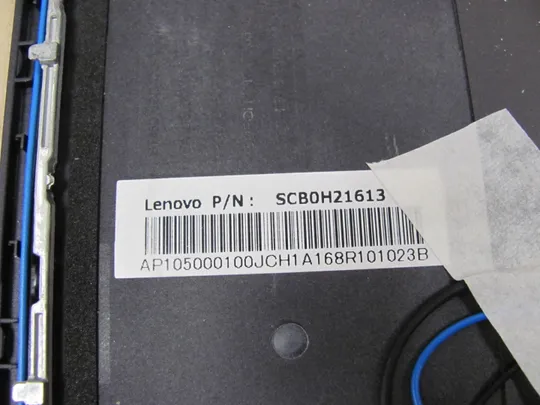 Lenovo P/N: SCB0H21613
AP105000100JCH1A168R101023B